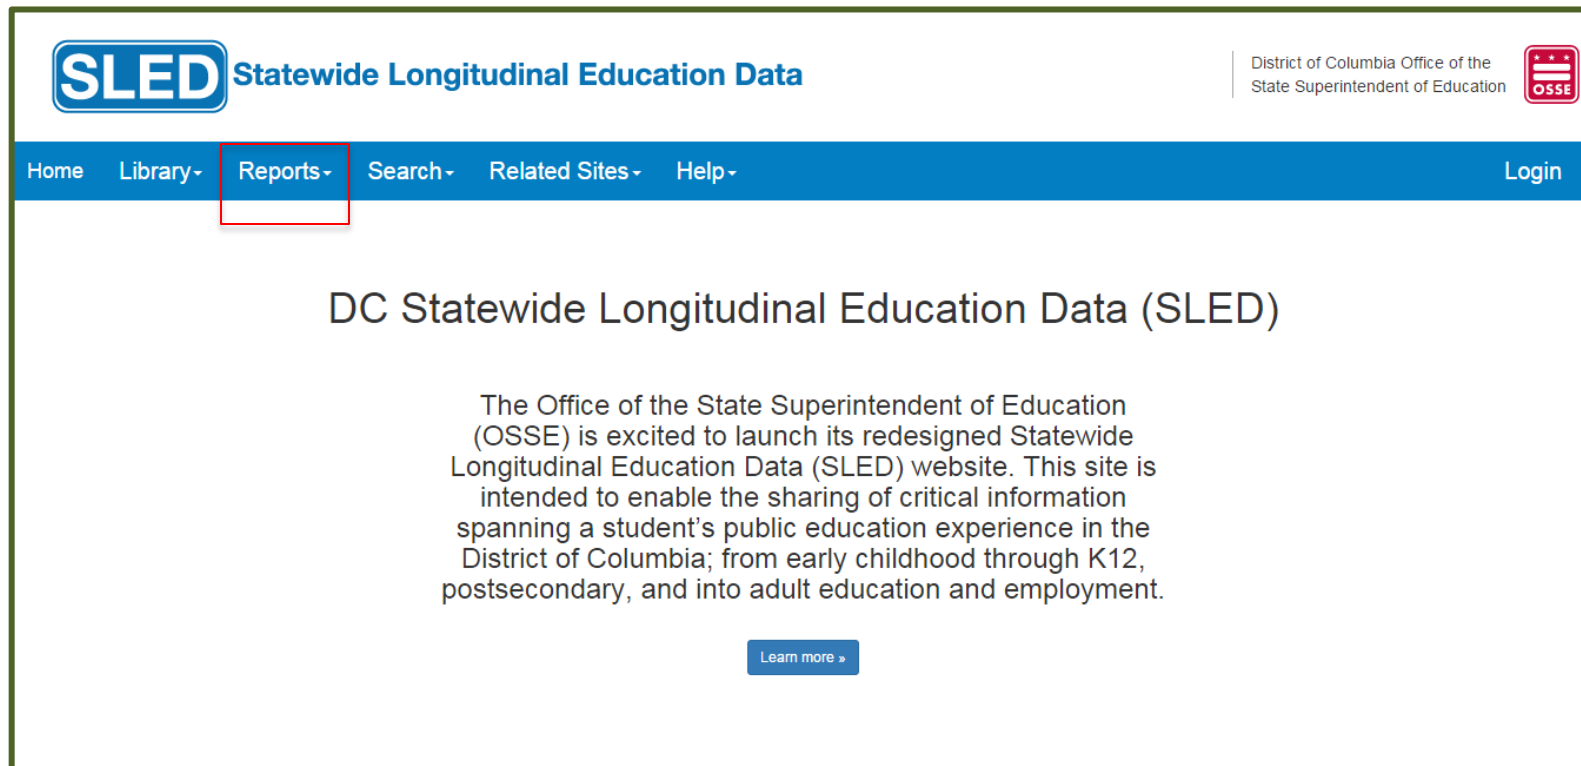 SLED Statewide Longitudinal Education Data
District of Columbia Office of the
State Superintendent of Education
* * *
OSSE
Home Library Reports Search Related Sites Help Login
DC Statewide Longitudinal Education Data (SLED)
The Office of the State Superintendent of Education
(OSSE) is excited to launch its redesigned Statewide
Longitudinal Education Data (SLED) website. This site is
intended to enable the sharing of critical information
spanning a student’s public education experience in the
District of Columbia; from early childhood through K12,
postsecondary, and into adult education and employment.
Learn more »